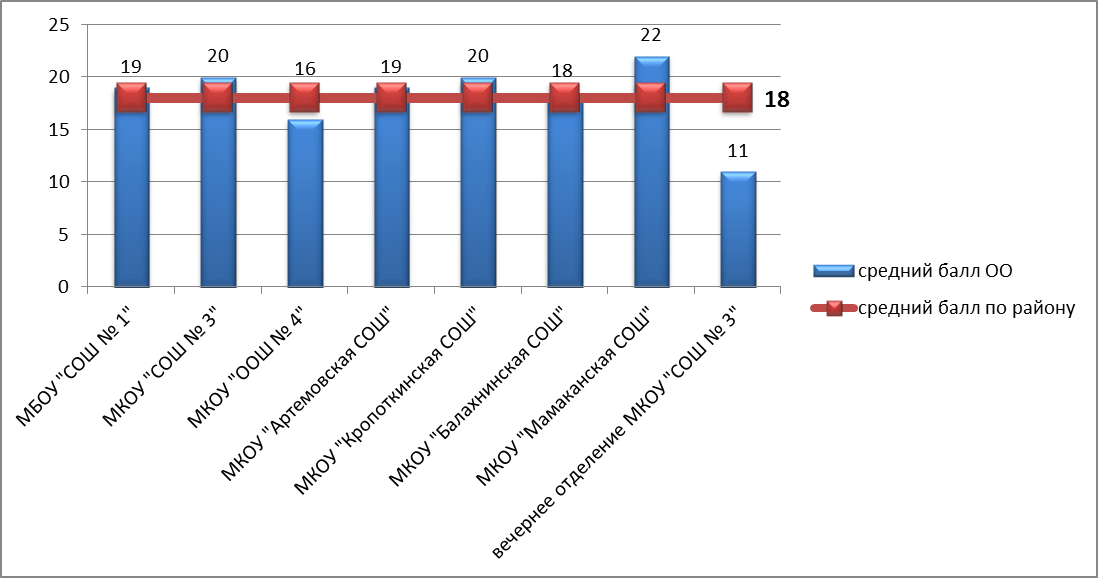 25
20
15
10
5
0
19
20
16
19
20
18
22
11
18
МБОУ "СОШ № 1"
МКОУ "СОШ № 3"
МКОУ "ООШ № 4"
МКОУ "Артемовская СОШ"
МКОУ "Кропоткинская СОШ"
МКОУ "Балахнинская СОШ"
МКОУ "Мамаканская СОШ"
вечернее отделение МКОУ "СОШ № 3"
средний балл ОО
средний балл по району